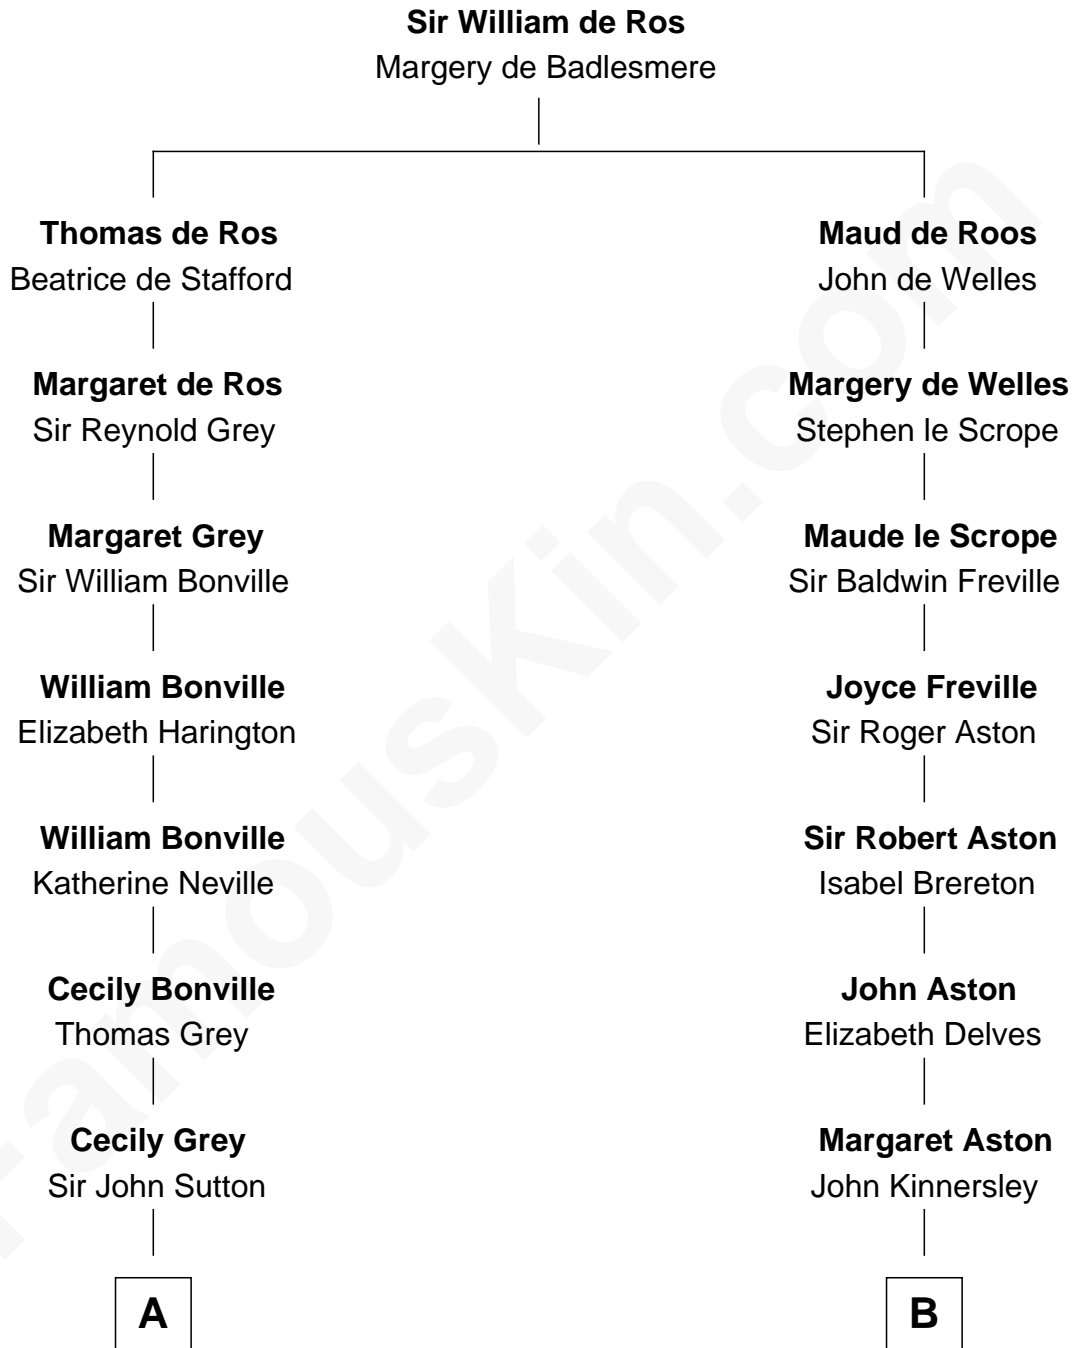 Sir William de Ros
Margery de Badlesmere
Thomas de Ros
Beatrice de Stafford
Maud de Roos
John de Welles
Margaret de Ros
Sir Reynold Grey
Margery de Welles
Stephen le Scrope
Margaret Grey
Sir William Bonville
Maude le Scrope
Sir Baldwin Freville
William Bonville
Elizabeth Harington
Joyce Freville
Sir Roger Aston
William Bonville
Katherine Neville
Sir Robert Aston
Isabel Brereton
Cecily Bonville
Thomas Grey
John Aston
Elizabeth Delves
Cecily Grey
Sir John Sutton
Margaret Aston
John Kinnersley
A
B
FamousKin.com